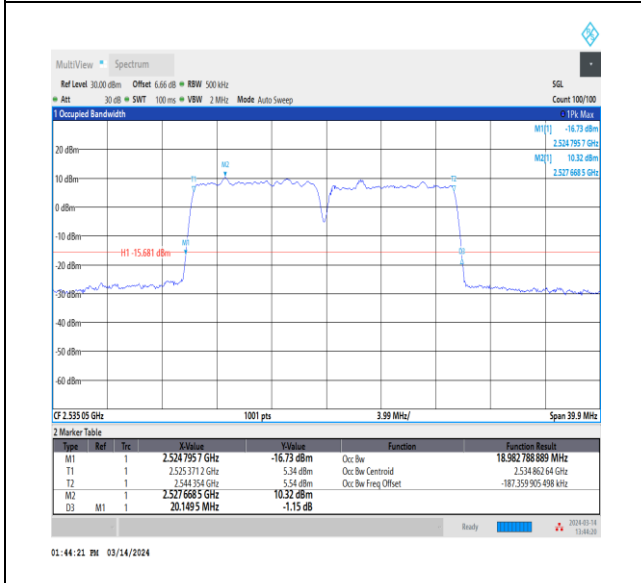 MultiView Spectrum
Ref Level 30.00 dBm Offset 6.66 dB RBW 500 kHz SGL
Att 30 dB SWT 100 ms VBW 2 MHz Mode Auto Sweep Count 100/100
1 Occupied Bandwidth 1Pk Max
M1[1] -16.73 dBm
2.524 795 7 GHz
20 dBm
M2[1] 10.32 dBm
2.527 668 5 GHz
M2
10 dBm
T1 T2
0 dBm
-10 dBm
M1
H1 -15.681 dBm
D3
-20 dBm
-30 dBm
-40 dBm
-50 dBm
-60 dBm
CF 2.535 05 GHz 1001 pts 3.99 MHz/ Span 39.9 MHz
2 Marker Table
Type Ref Trc X-Value Y-Value Function Function Result
M1 1 2.524 795 7 GHz -16.73 dBm Occ Bw 18.982 788 889 MHz
T1 1 2.525 371 2 GHz 5.34 dBm Occ Bw Centroid 2.534 862 64 GHz
T2 1 2.544 354 GHz 5.54 dBm Occ Bw Freq Offset -187.359 905 498 kHz
M2 1 2.527 668 5 GHz 10.32 dBm
D3 M1 1 20.149 5 MHz -1.15 dB
Ready 2024-03-14
13:44:20
01:44:21 PM 03/14/2024